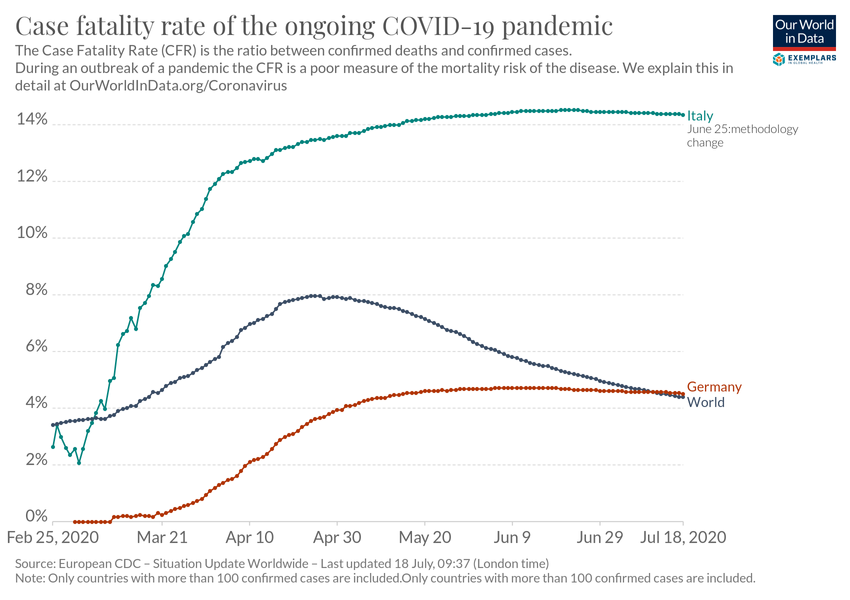 Case fatality rate of the ongoing COVID-19 pandemic
The Case Fatality Rate (CFR) is the ratio between confirmed deaths and confirmed cases.
During an outbreak of a pandemic the CFR is a poor measure of the mortality risk of the disease. We explain this in
detail at OurWorldInData.org/Coronavirus
Our World
in Data
EXEMPLARS
IN GLOBAL HEALTH
14%
12%
10%
8%
6%
4%
2%
0%
Italy
June 25:methodology
change
Germany
World
Feb 25, 2020
Mar 21
Apr 10
Apr 30
May 20
Jun 9
Jun 29
Jul 18, 2020
Source: European CDC – Situation Update Worldwide – Last updated 18 July, 09:37 (London time)
Note: Only countries with more than 100 confirmed cases are included.Only countries with more than 100 confirmed cases are included.